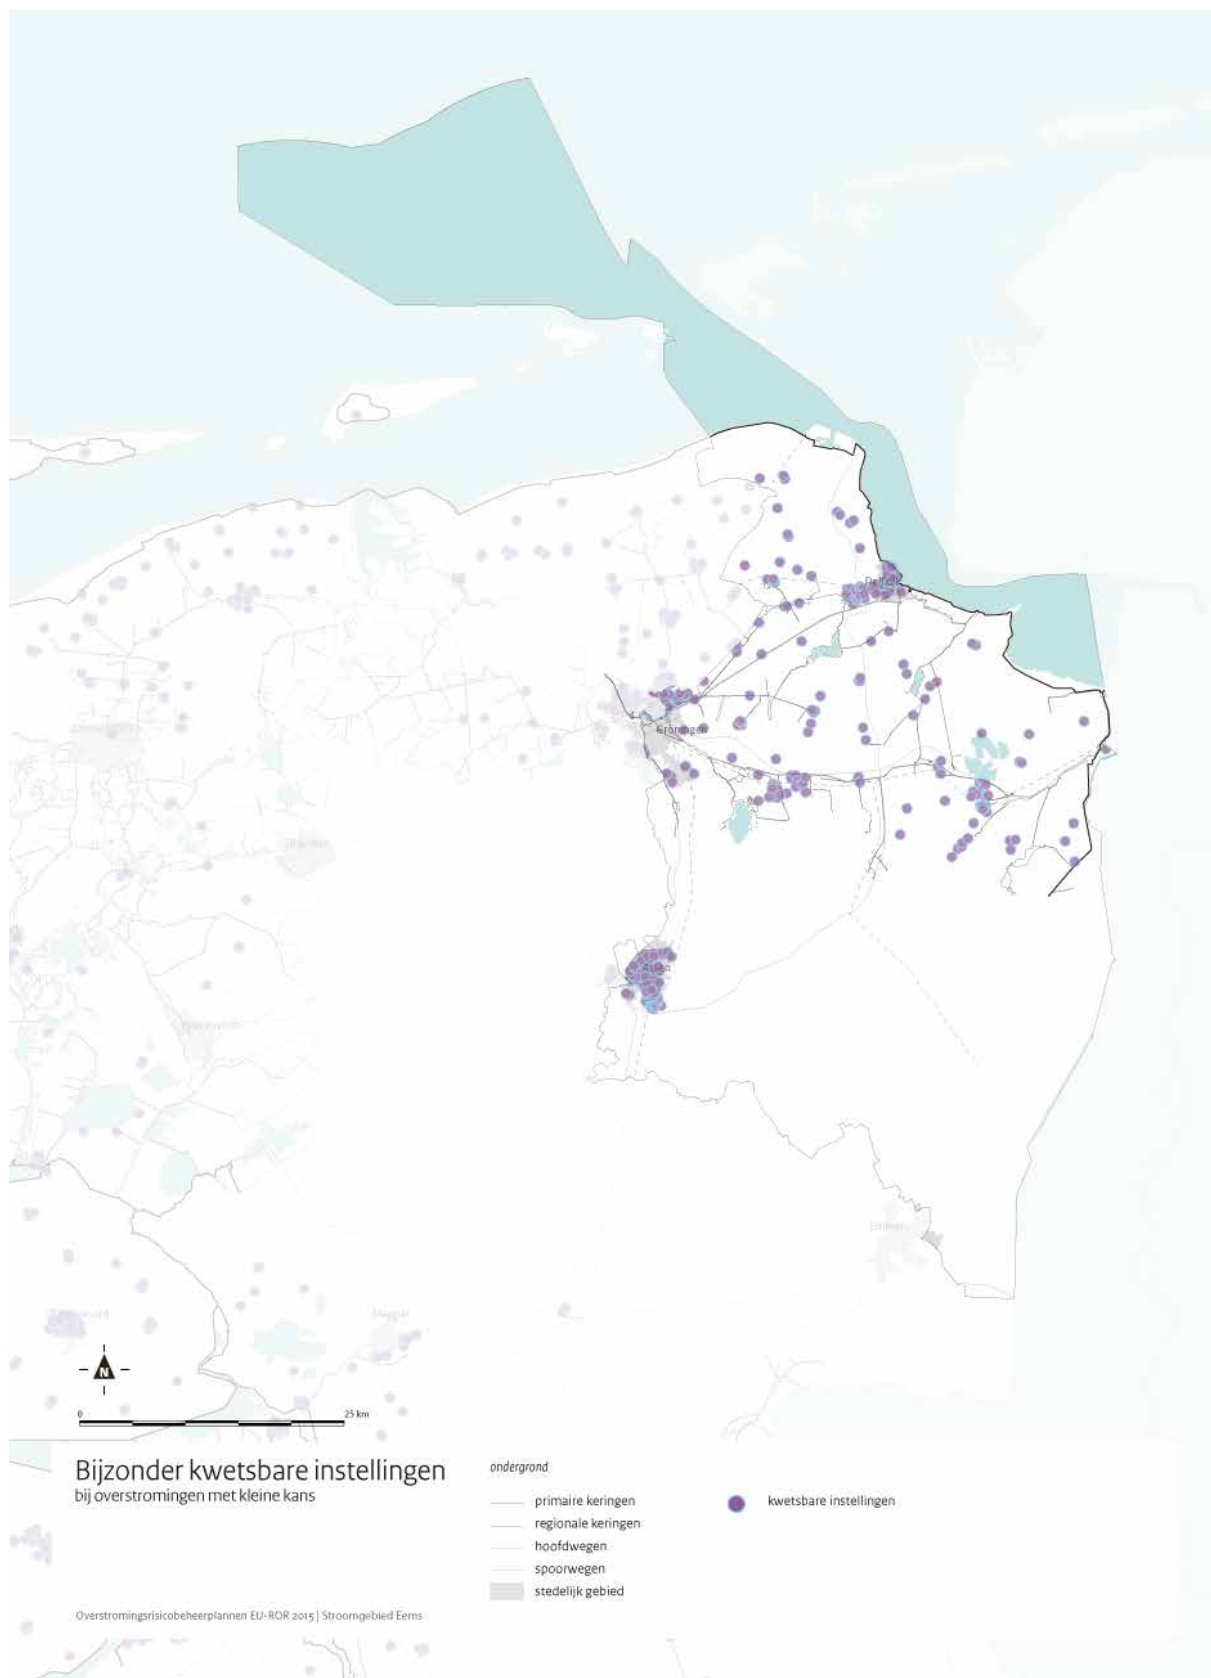 Groningen
Assen
N
0
25 km
Bijzonder kwetsbare instellingen
bij overstromingen met kleine kans
ondergrond
primaire keringen
regionale keringen
hoofdwegen
spoorwegen
stedelijk gebied
kwetsbare instellingen
Overstromingsrisicobeheerplannen EU-ROR 2015 | Stroomgebied Eems